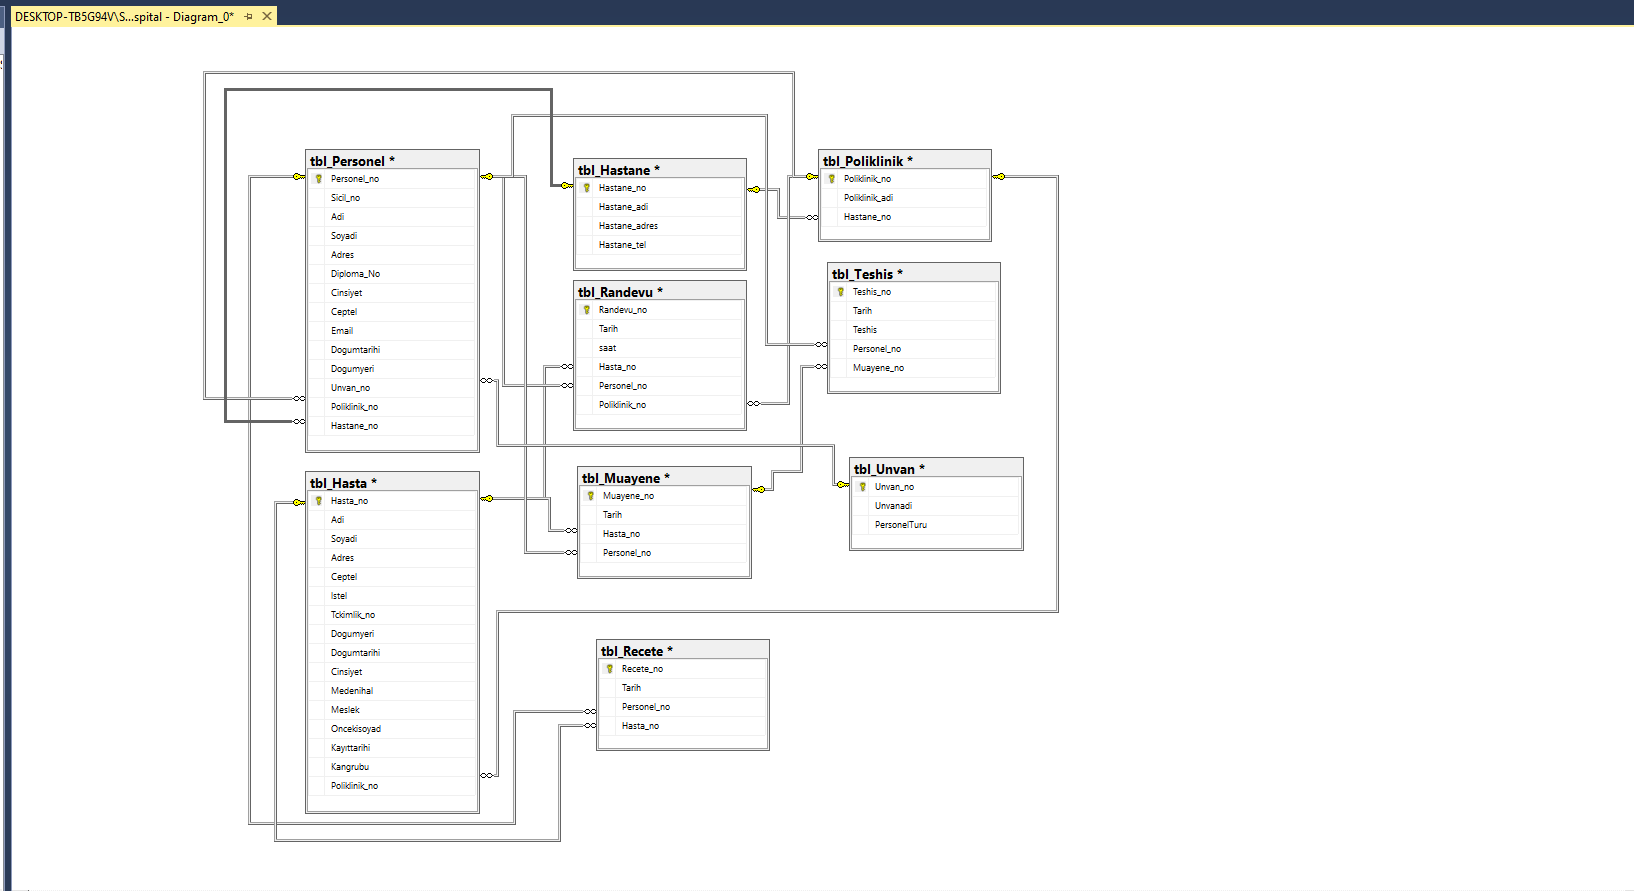 DESKTOP-TB5G94V\S...spital - Diagram_0*
tbl_Personel *
Personel_no
Sicil_no
Adi
Soyadi
Adres
Diploma_No
Cinsiyet
Ceptel
Email
Dogumtarihi
Dogumyeri
Unvan_no
Poliklinik_no
Hastane_no
tbl_Hastane *
Hastane_no
Hastane_adi
Hastane_adres
Hastane_tel
tbl_Poliklinik *
Poliklinik_no
Poliklinik_adi
Hastane_no
tbl_Randevu *
Randevu_no
Tarih
saat
Hasta_no
Personel_no
Poliklinik_no
tbl_Teshis *
Teshis_no
Tarih
Teshis
Personel_no
Muayene_no
tbl_Hasta *
Hasta_no
Adi
Soyadi
Adres
Ceptel
Istel
Tckimlik_no
Dogumyeri
Dogumtarihi
Cinsiyet
Medenihal
Meslek
Oncekisoyad
Kayıttarihi
Kangrubu
Poliklinik_no
tbl_Muayene *
Muayene_no
Tarih
Hasta_no
Personel_no
tbl_Unvan *
Unvan_no
Unvanadi
PersonelTuru
tbl_Recete *
Recete_no
Tarih
Personel_no
Hasta_no